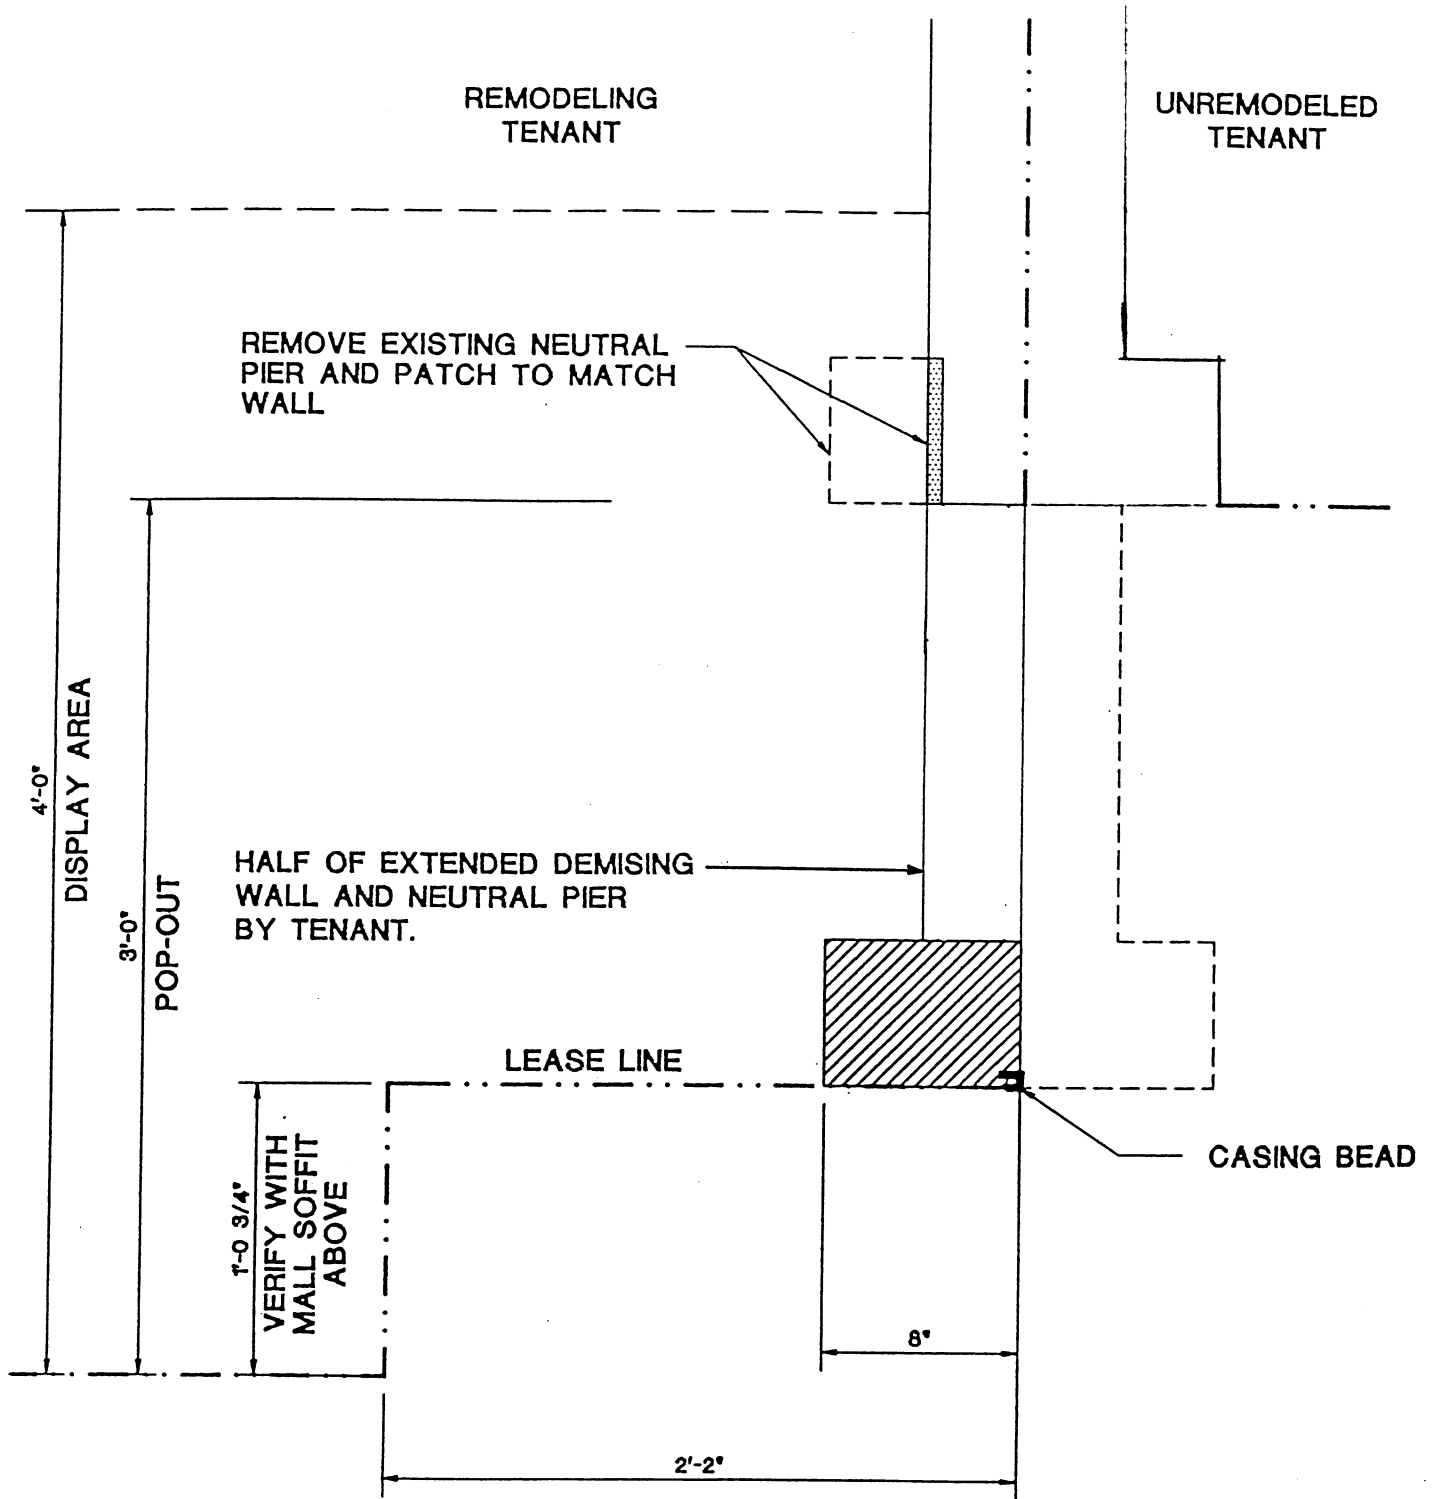 REMODELING
TENANT
UNREMODELED
TENANT
REMOVE EXISTING NEUTRAL
PIER AND PATCH TO MATCH
WALL
4'-0"
DISPLAY AREA
3'-0"
POP-OUT
HALF OF EXTENDED DEMISING
WALL AND NEUTRAL PIER
BY TENANT.
LEASE LINE
CASING BEAD
1'-0 3/4"
VERIFY WITH
MALL SOFFIT
ABOVE
8"
2'-2"